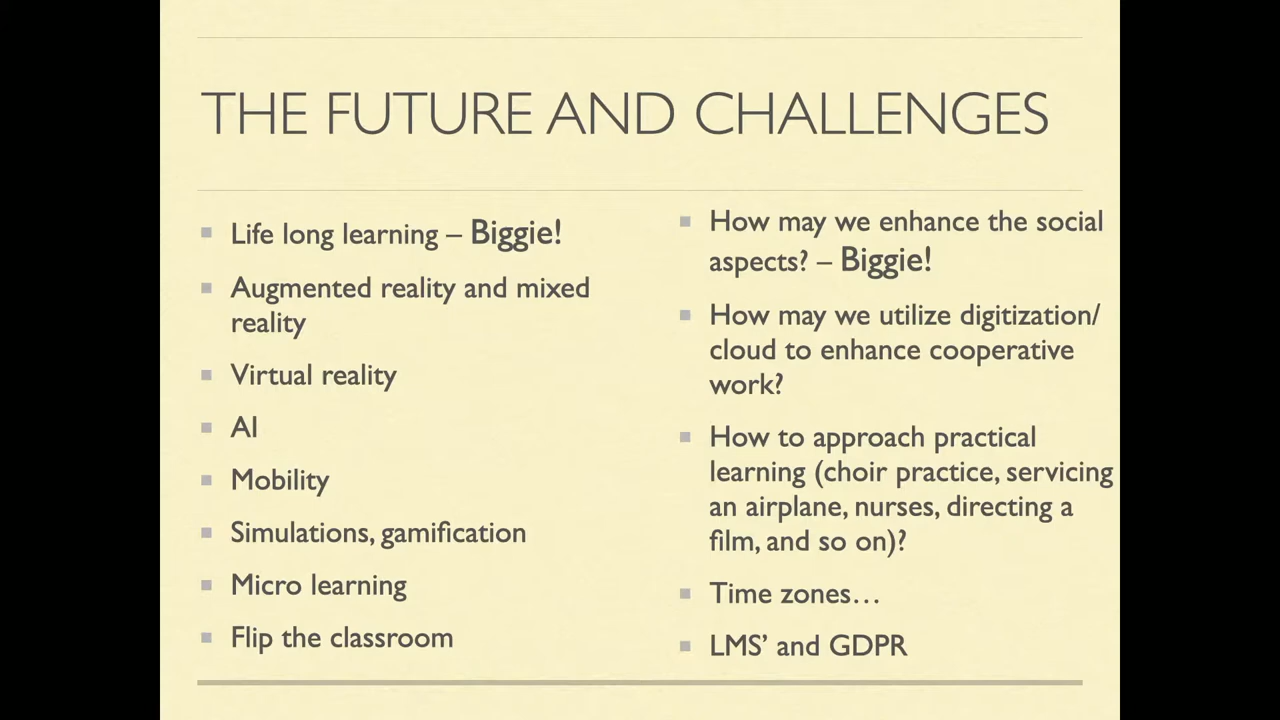 THE FUTURE AND CHALLENGES
Life long learning – Biggie!
Augmented reality and mixed
reality
Virtual reality
AI
Mobility
Simulations, gamification
Micro learning
Flip the classroom
How may we enhance the social
aspects? – Biggie!
How may we utilize digitization/
cloud to enhance cooperative
work?
How to approach practical
learning (choir practice, servicing
an airplane, nurses, directing a
film, and so on)?
Time zones…
LMS’ and GDPR